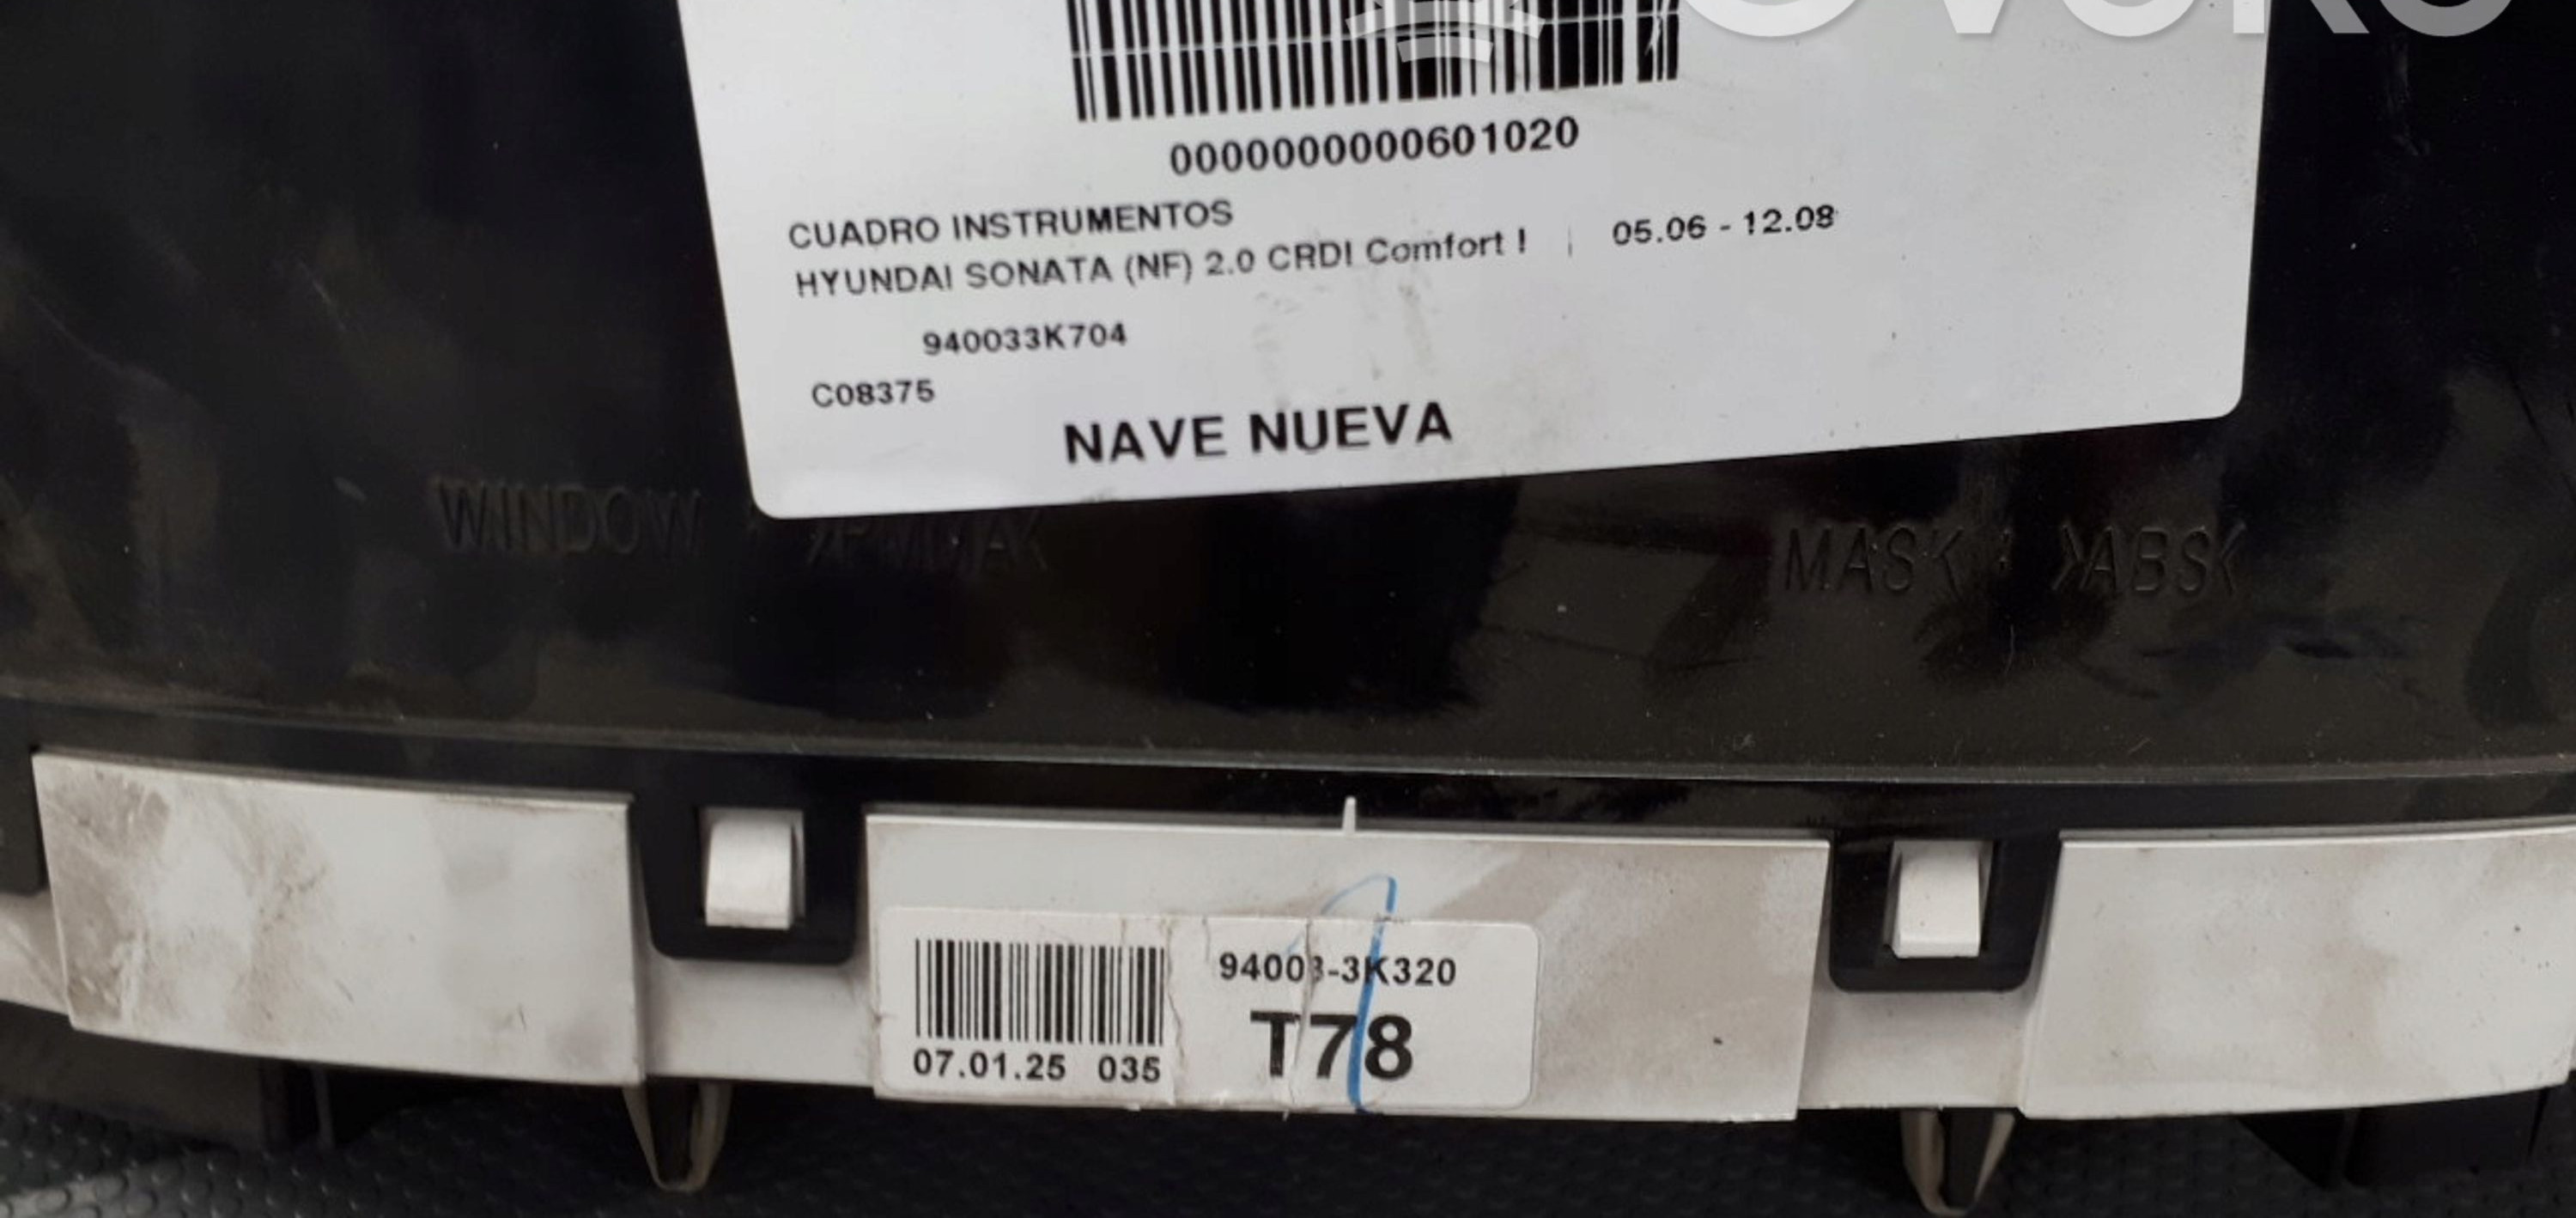 0000000000601020
CUADRO INSTRUMENTOS
HYUNDAI SONATA (NF) 2.0 CRDI Comfort I | 05.06 - 12.08
940033K704
C08375
NAVE NUEVA
WINDOW
MASK : >ABS<
94003-3K320
T78
07.01.25 035